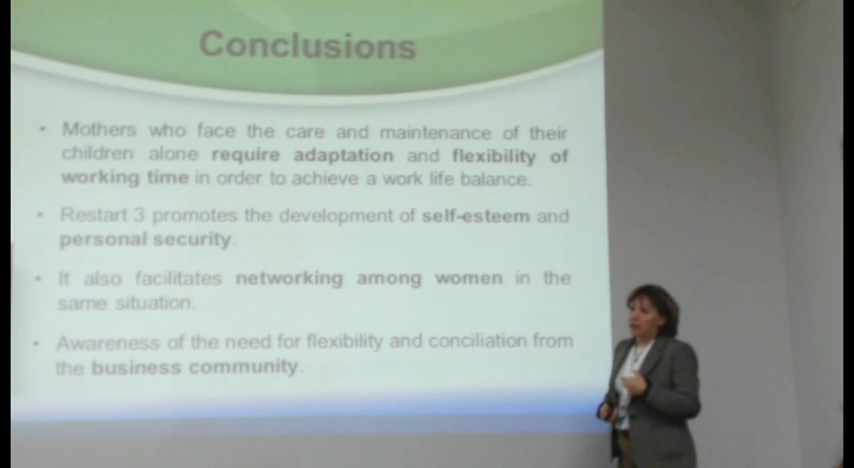 Conclusions
• Mothers who face the care and maintenance of their
children alone require adaptation and flexibility of
working time in order to achieve a work life balance.
• Restart 3 promotes the development of self-esteem and
personal security.
• It also facilitates networking among women in the
same situation.
• Awareness of the need for flexibility and conciliation from
the business community.